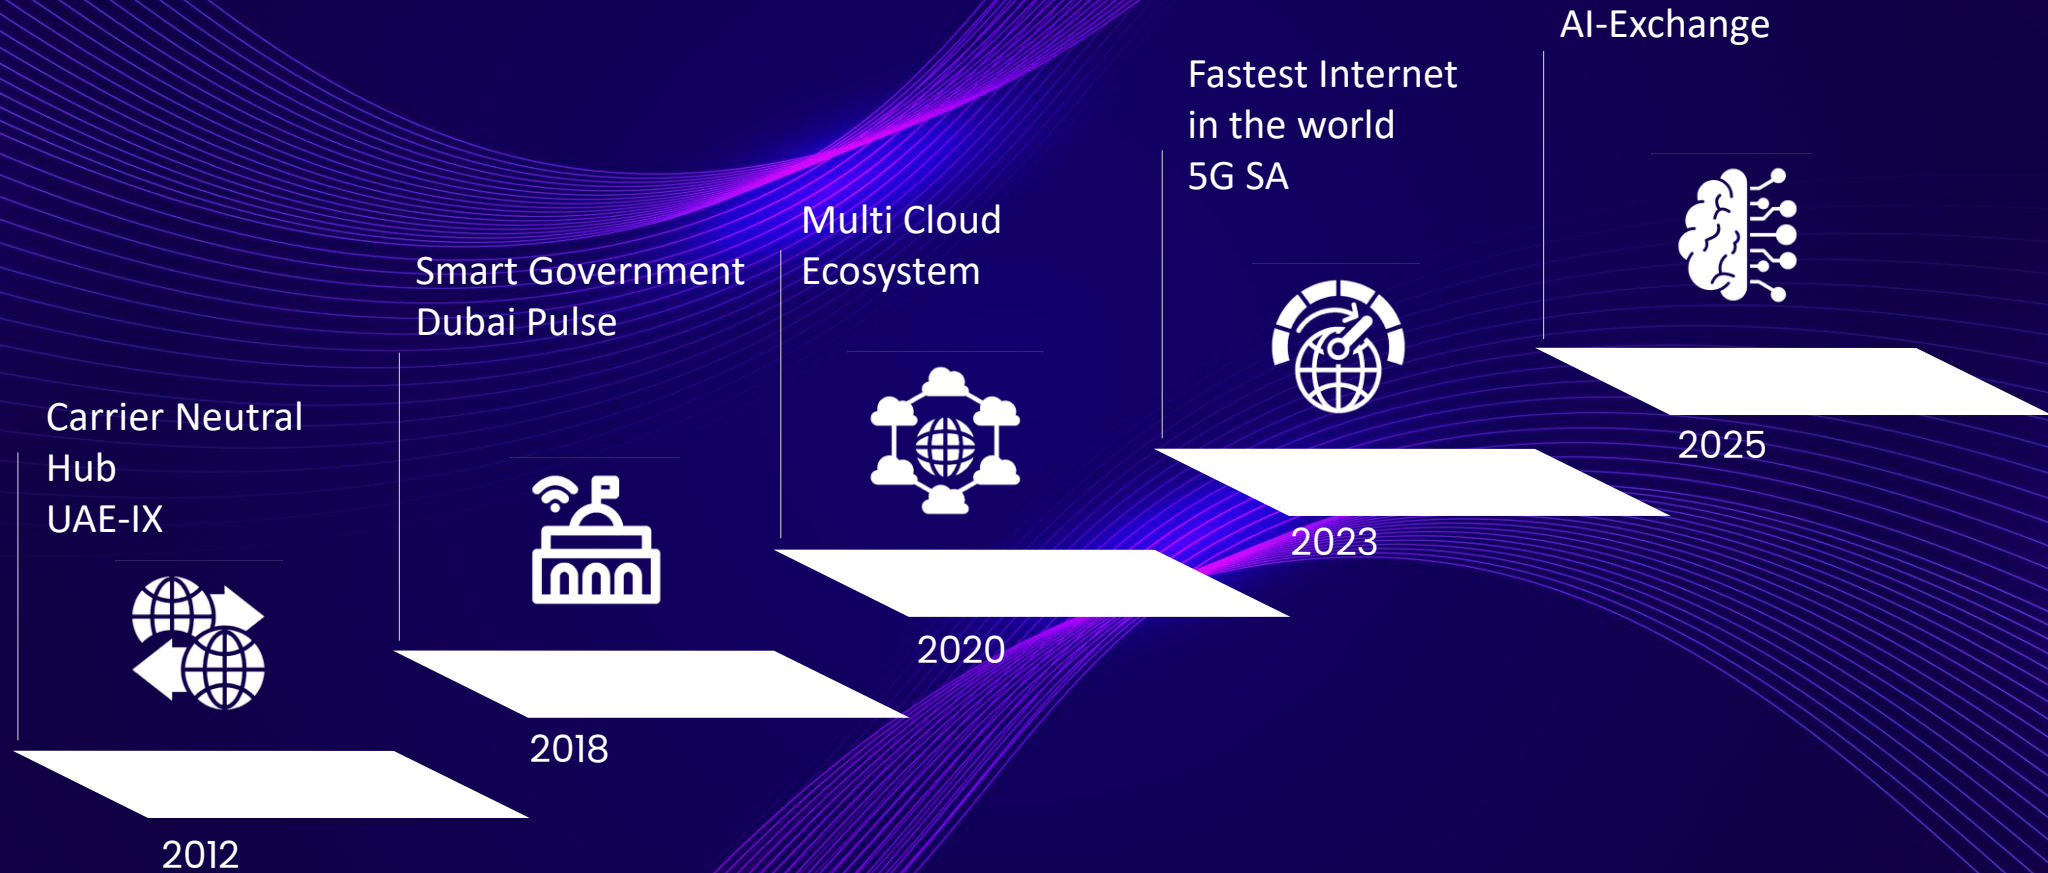 Carrier Neutral
Hub
UAE-IX
2012
Smart Government
Dubai Pulse
2018
Multi Cloud
Ecosystem
2020
Fastest Internet
in the world
5G SA
2023
AI-Exchange
2025